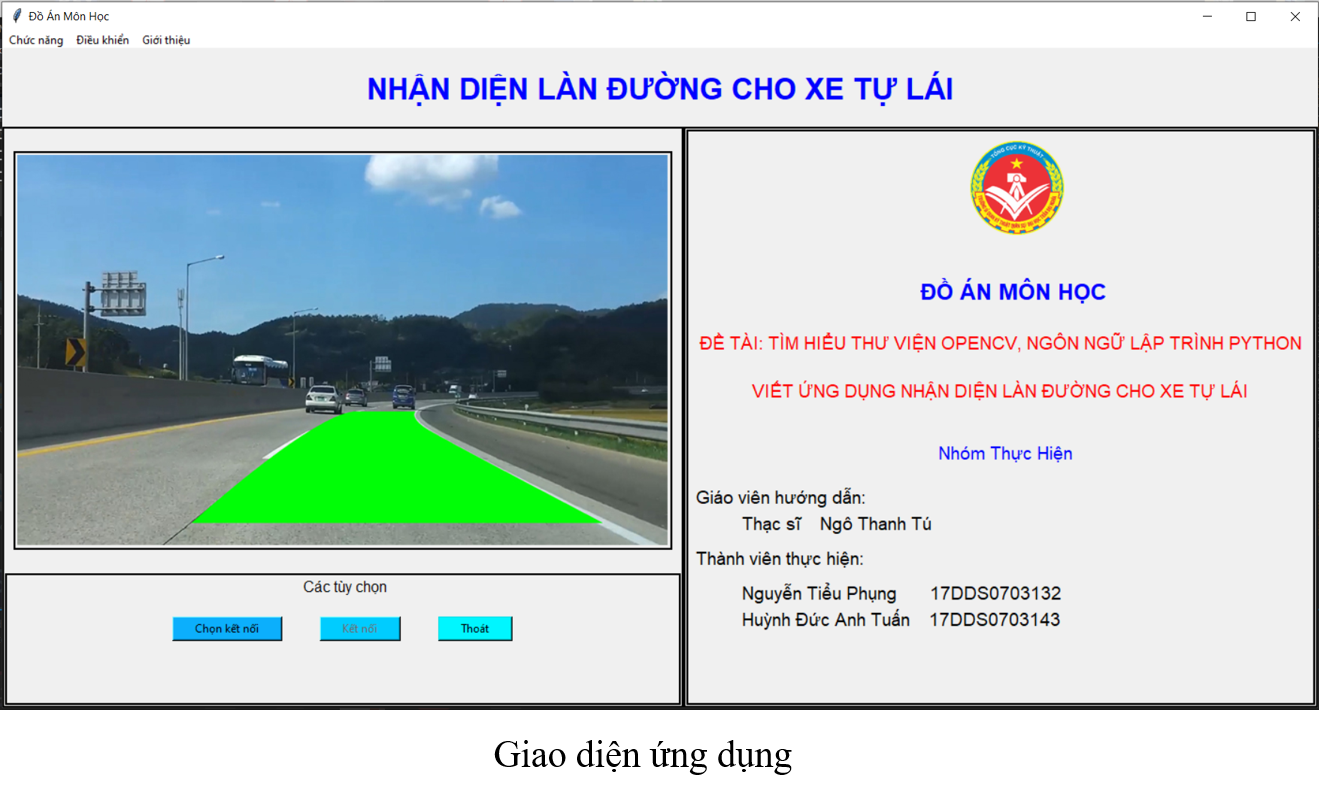 Đồ Án Môn Học
Chức năng Điều khiển Giới thiệu
NHẬN DIỆN LÀN ĐƯỜNG CHO XE TỰ LÁI
TỔNG CỤC KỸ THUẬT
ĐỒ ÁN MÔN HỌC
ĐỀ TÀI: TÌM HIỂU THƯ VIỆN OPENCV, NGÔN NGỮ LẬP TRÌNH PYTHON
VIẾT ỨNG DỤNG NHẬN DIỆN LÀN ĐƯỜNG CHO XE TỰ LÁI
Nhóm Thực Hiện
Giáo viên hướng dẫn:
Thạc sĩ Ngô Thanh Tú
Thành viên thực hiện:
Nguyễn Tiểu Phụng 17DDS0703132
Huỳnh Đức Anh Tuấn 17DDS0703143
Các tùy chọn
Chọn kết nối Kết nối Thoát
Giao diện ứng dụng